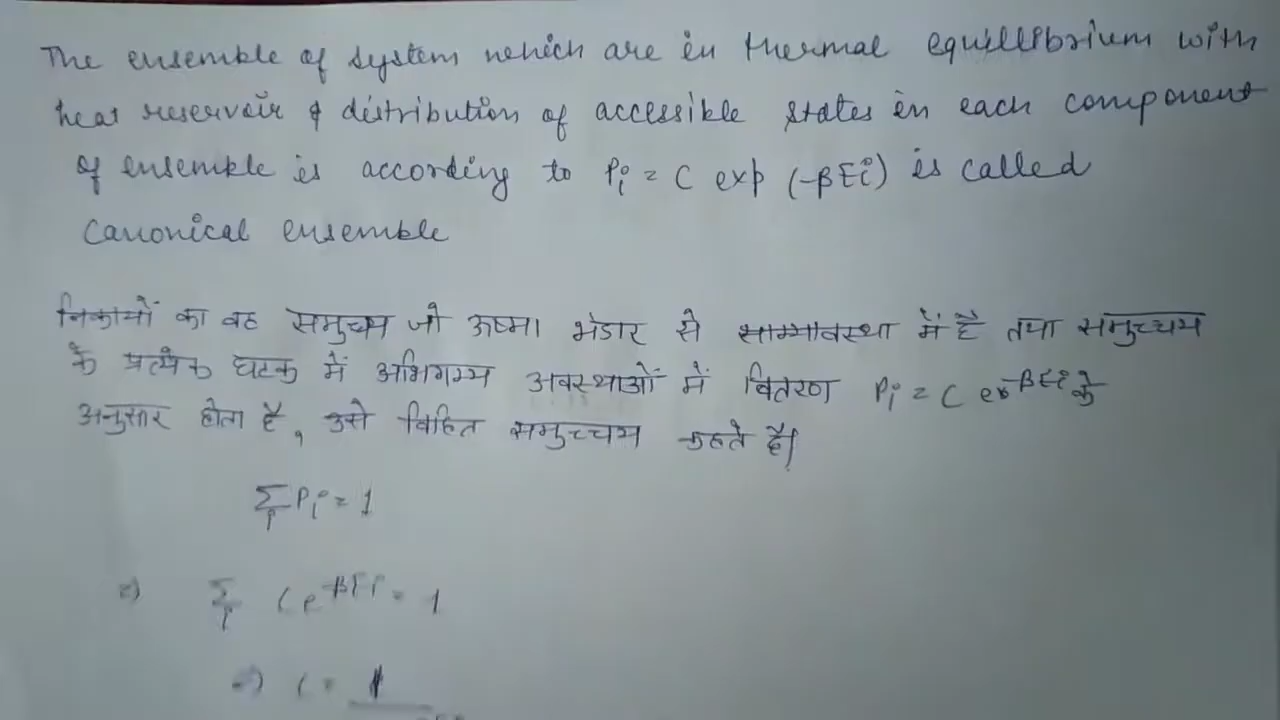 The ensemble of system which are in thermal equillibrium with
heat reservoir & distribution of accessible states in each component
of ensemble is according to Pi = C exp (-βEi) is called
Canonical ensemble
निकायों का वह समुच्चय जो ऊष्मा भंडार से साम्यावस्था में है तथा समुच्चय
के प्रत्येक घटक में अभिगम्य अवस्थाओं में वितरण Pi = C e^-βEi के
अनुसार होता है, उसे विहित समुच्चय कहते है।
Σi Pi = 1
=) Σi C e^-βEi = 1
=) C = 1